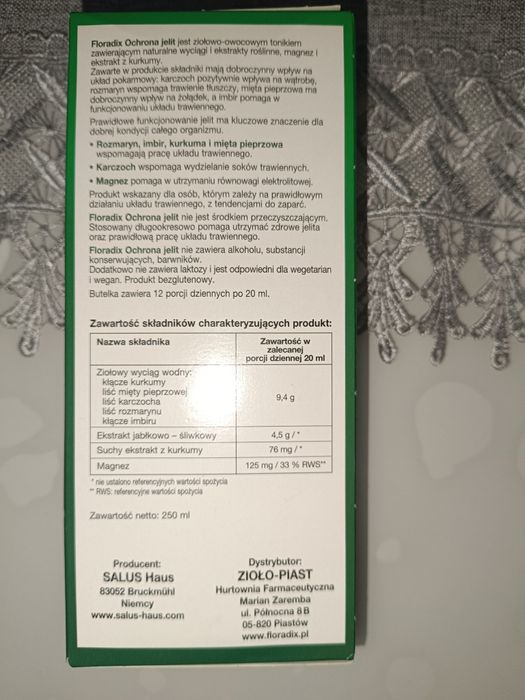 Floradix Ochrona jelit jest ziołowo-owocowym tonikiem
zawierającym naturalne wyciągi i ekstrakty roślinne, magnez i
ekstrakt z kurkumy.
Zawarte w produkcie składniki mają dobroczynny wpływ na
układ pokarmowy: karczoch pozytywnie wpływa na wątrobę,
rozmaryn wspomaga trawienie tłuszczy, mięta pieprzowa ma
dobroczynny wpływ na żołądek, a imbir pomaga w
funkcjonowaniu układu trawiennego.
Prawidłowe funkcjonowanie jelit ma kluczowe znaczenie dla
dobrej kondycji całego organizmu.
• Rozmaryn, imbir, kurkuma i mięta pieprzowa
wspomagają pracę układu trawiennego.
• Karczoch wspomaga wydzielanie soków trawiennych.
• Magnez pomaga w utrzymaniu równowagi elektrolitowej.
Produkt wskazany dla osób, którym zależy na prawidłowym
działaniu układu trawiennego, z tendencjami do zaparć.
Floradix Ochrona jelit nie jest środkiem przeczyszczającym.
Stosowany długookresowo pomaga utrzymać zdrowe jelita
oraz prawidłową pracę układu trawiennego.
Floradix Ochrona jelit nie zawiera alkoholu, substancji
konserwujących, barwników.
Dodatkowo nie zawiera laktozy i jest odpowiedni dla wegetarian
i wegan. Produkt bezglutenowy.
Butelka zawiera 12 porcji dziennych po 20 ml.
Zawartość składników charakteryzujących produkt:
Nazwa składnika
Zawartość w
zalecanej
porcji dziennej 20 ml
Ziołowy wyciąg wodny:
kłącze kurkumy
liść mięty pieprzowej
liść karczocha
liść rozmarynu
kłącze imbiru
9,4 g
Ekstrakt jabłkowo – śliwkowy 4,5 g / *
Suchy ekstrakt z kurkumy 76 mg / *
Magnez 125 mg / 33 % RWS**
* nie ustalono referencyjnych wartości spożycia
** RWS: referencyjne wartości spożycia
Zawartość netto: 250 ml
Producent:
SALUS Haus
83052 Bruckmühl
Niemcy
www.salus-haus.com
Dystrybutor:
ZIOŁO-PIAST
Hurtownia Farmaceutyczna
Marian Zaremba
ul. Północna 8B
05-820 Piastów
www.floradix.pl